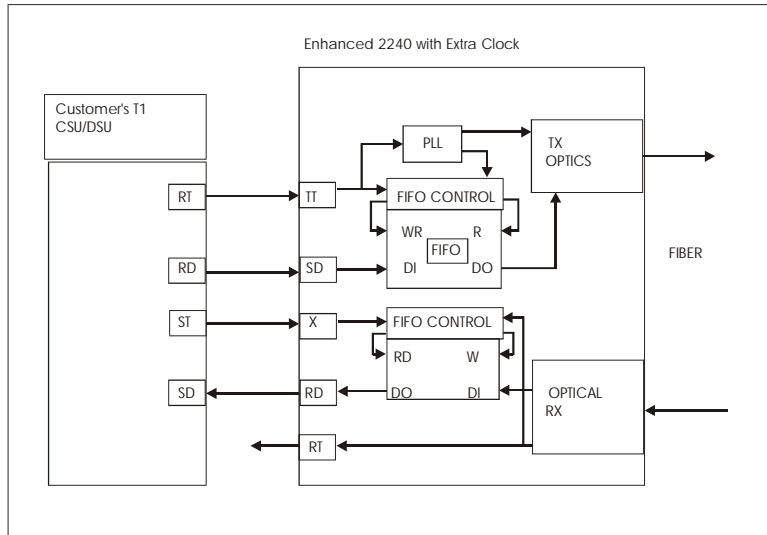 Enhanced 2240 with Extra Clock
Customer's T1
CSU/DSU
PLL
TX
OPTICS
RT
TT
FIFO CONTROL
WR R
FIFO
RD
SD
DI DO
FIBER
ST
X
FIFO CONTROL
RD W
SD
RD
DO DI
OPTICAL
RX
RT